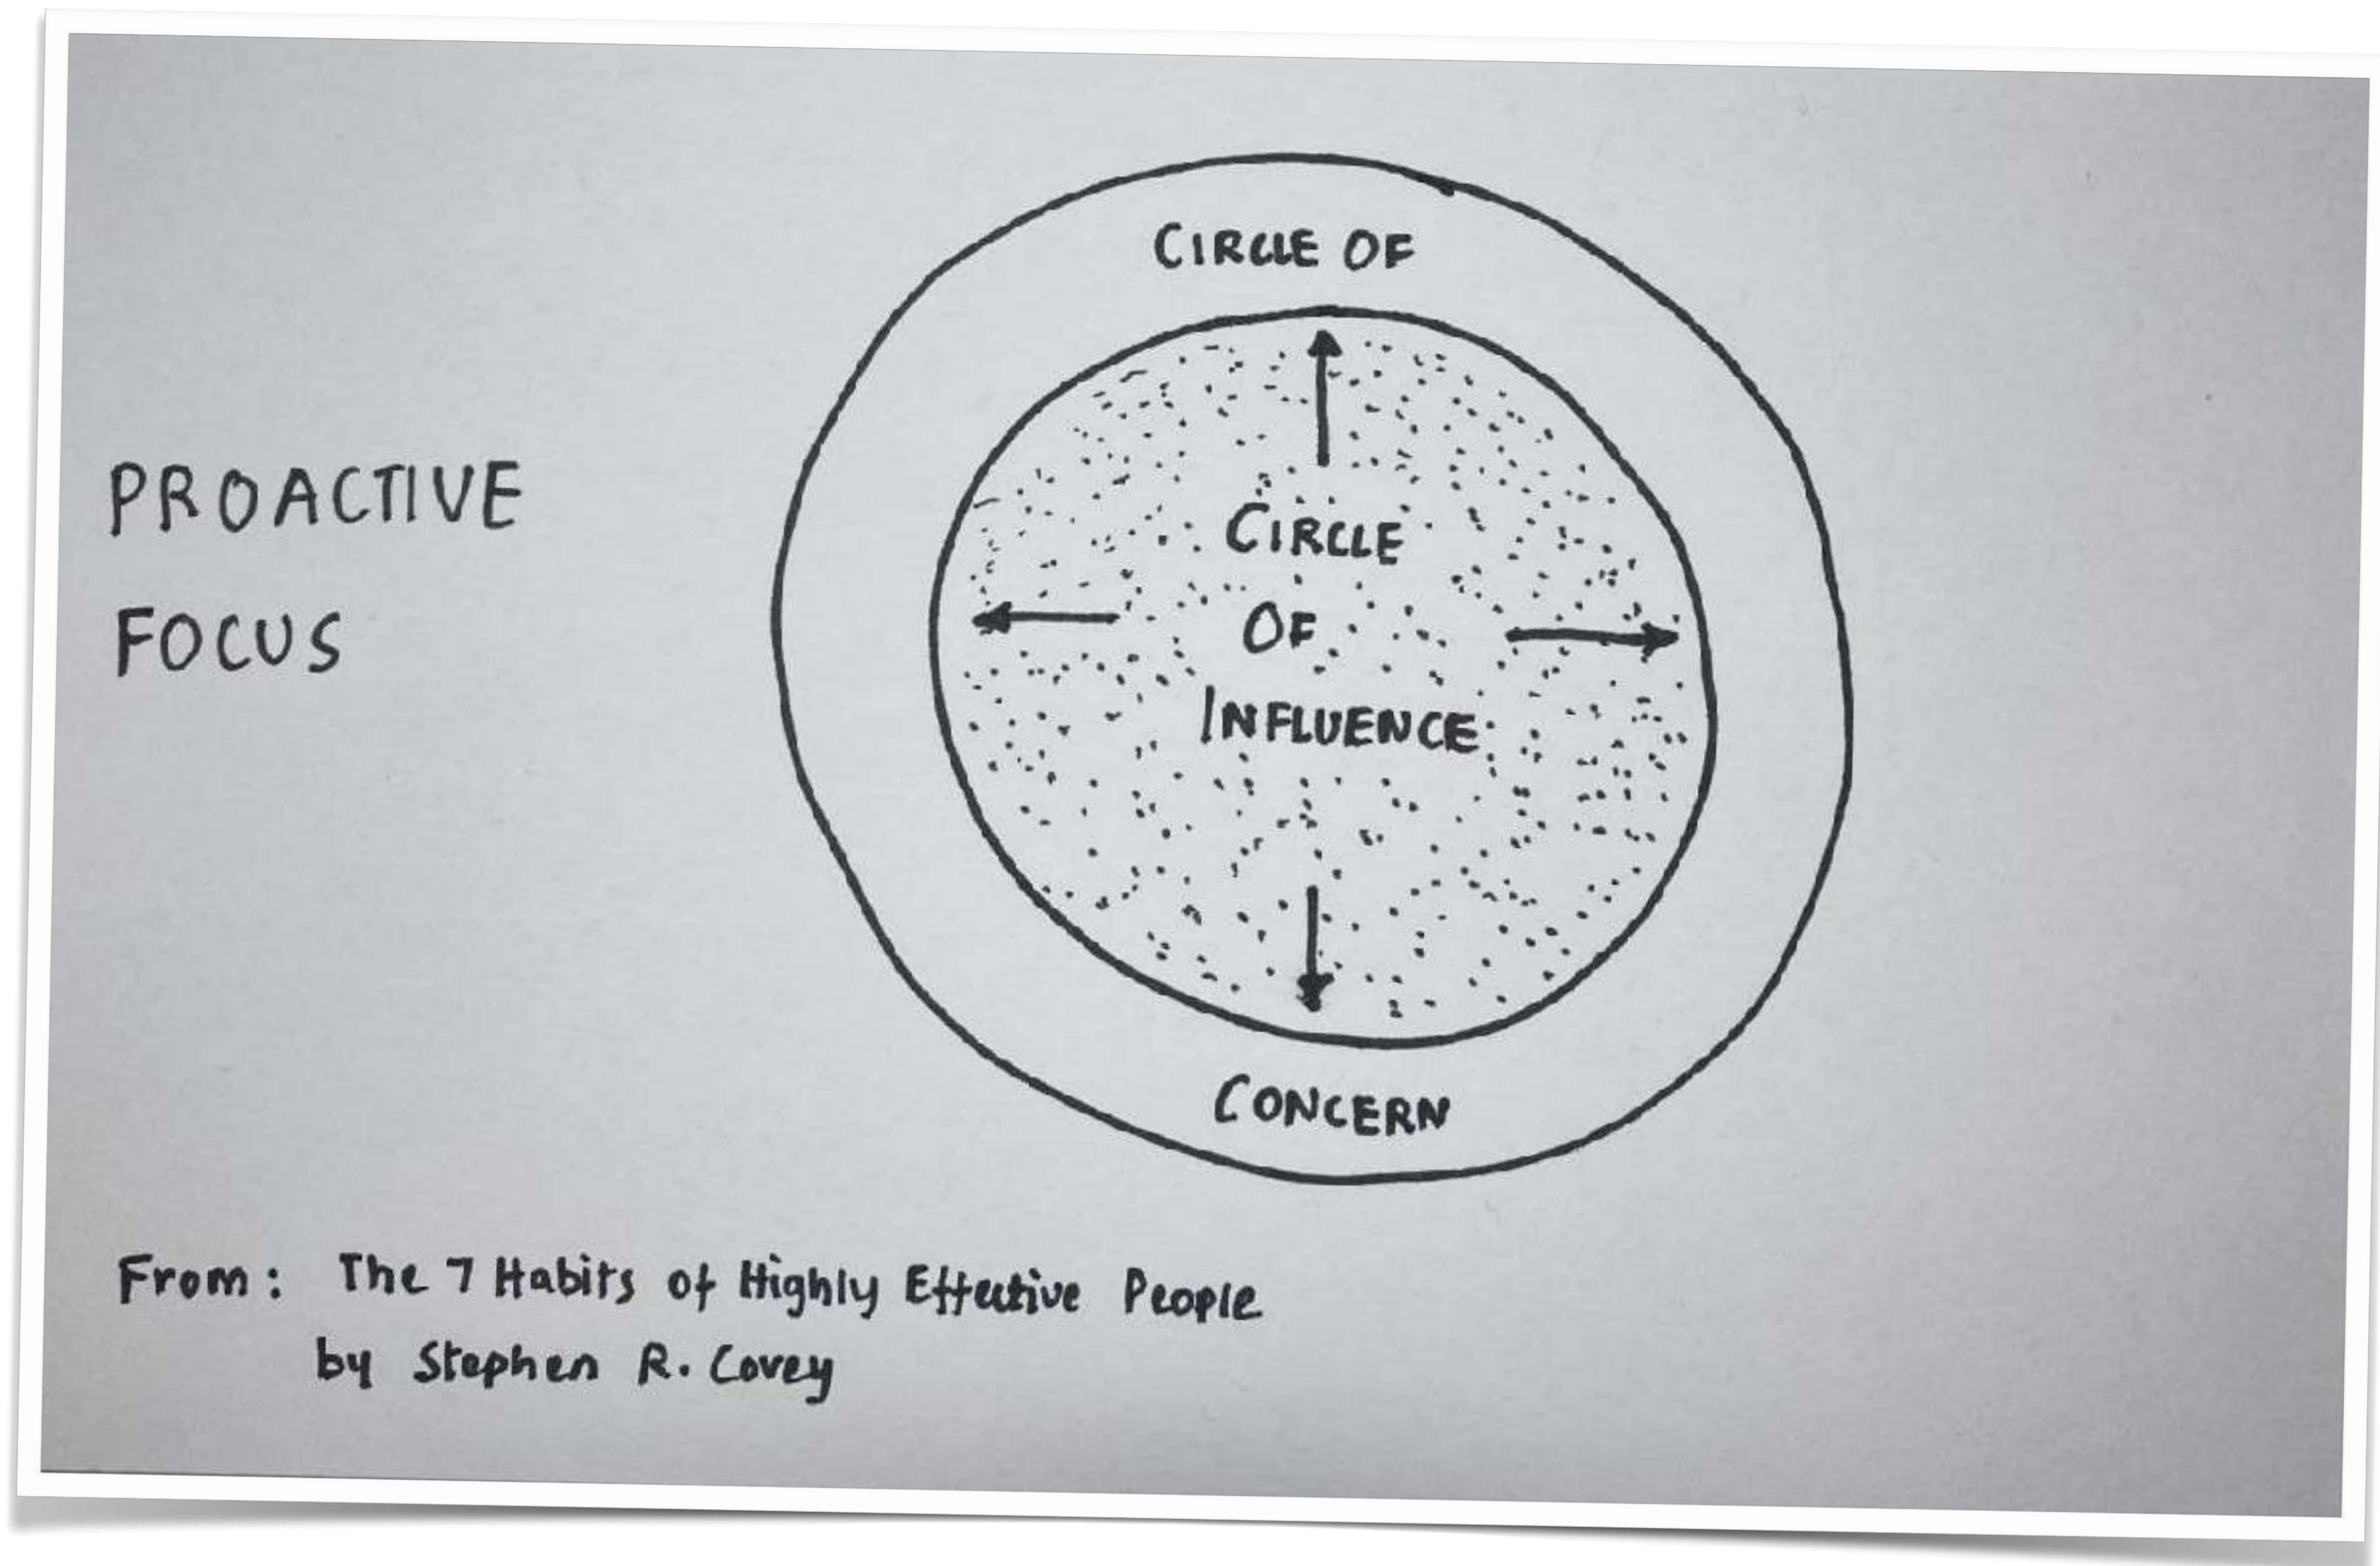 PROACTIVE
FOCUS
CIRCLE OF
CIRCLE
OF
INFLUENCE
CONCERN
From: The 7 Habits of Highly Effective People
by Stephen R. Covey